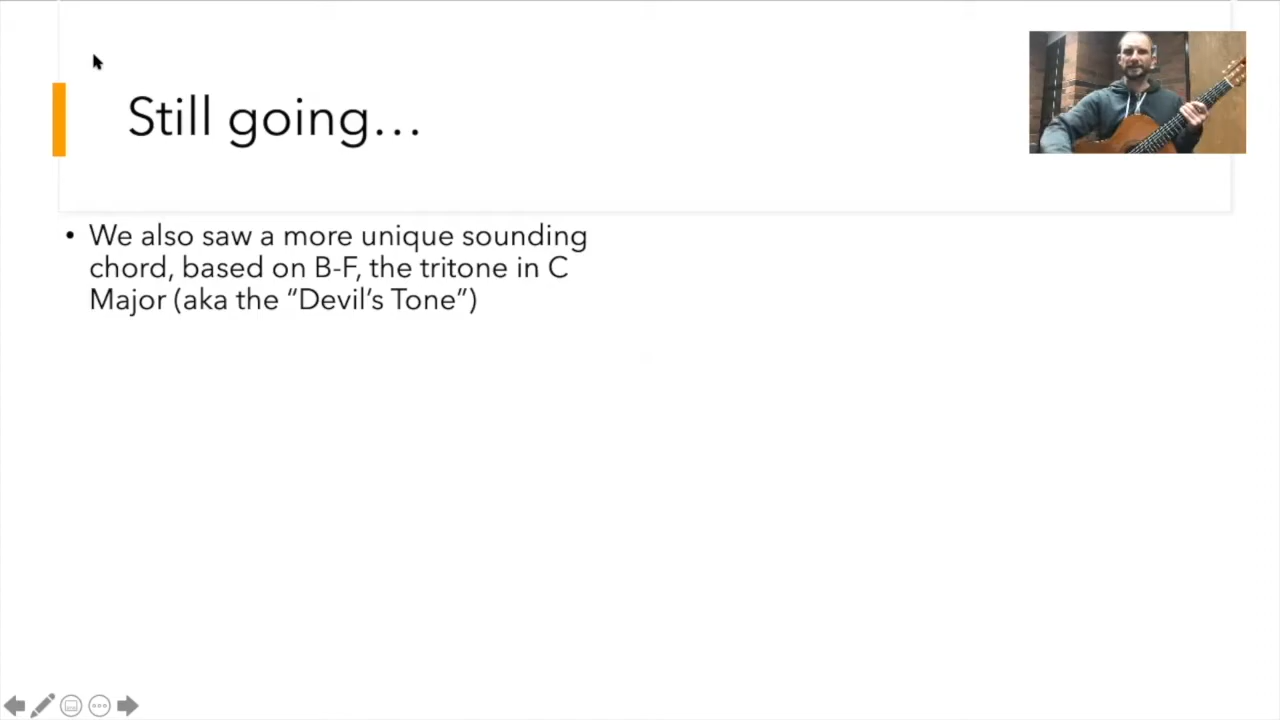 Still going…
• We also saw a more unique sounding
chord, based on B-F, the tritone in C
Major (aka the “Devil’s Tone”)